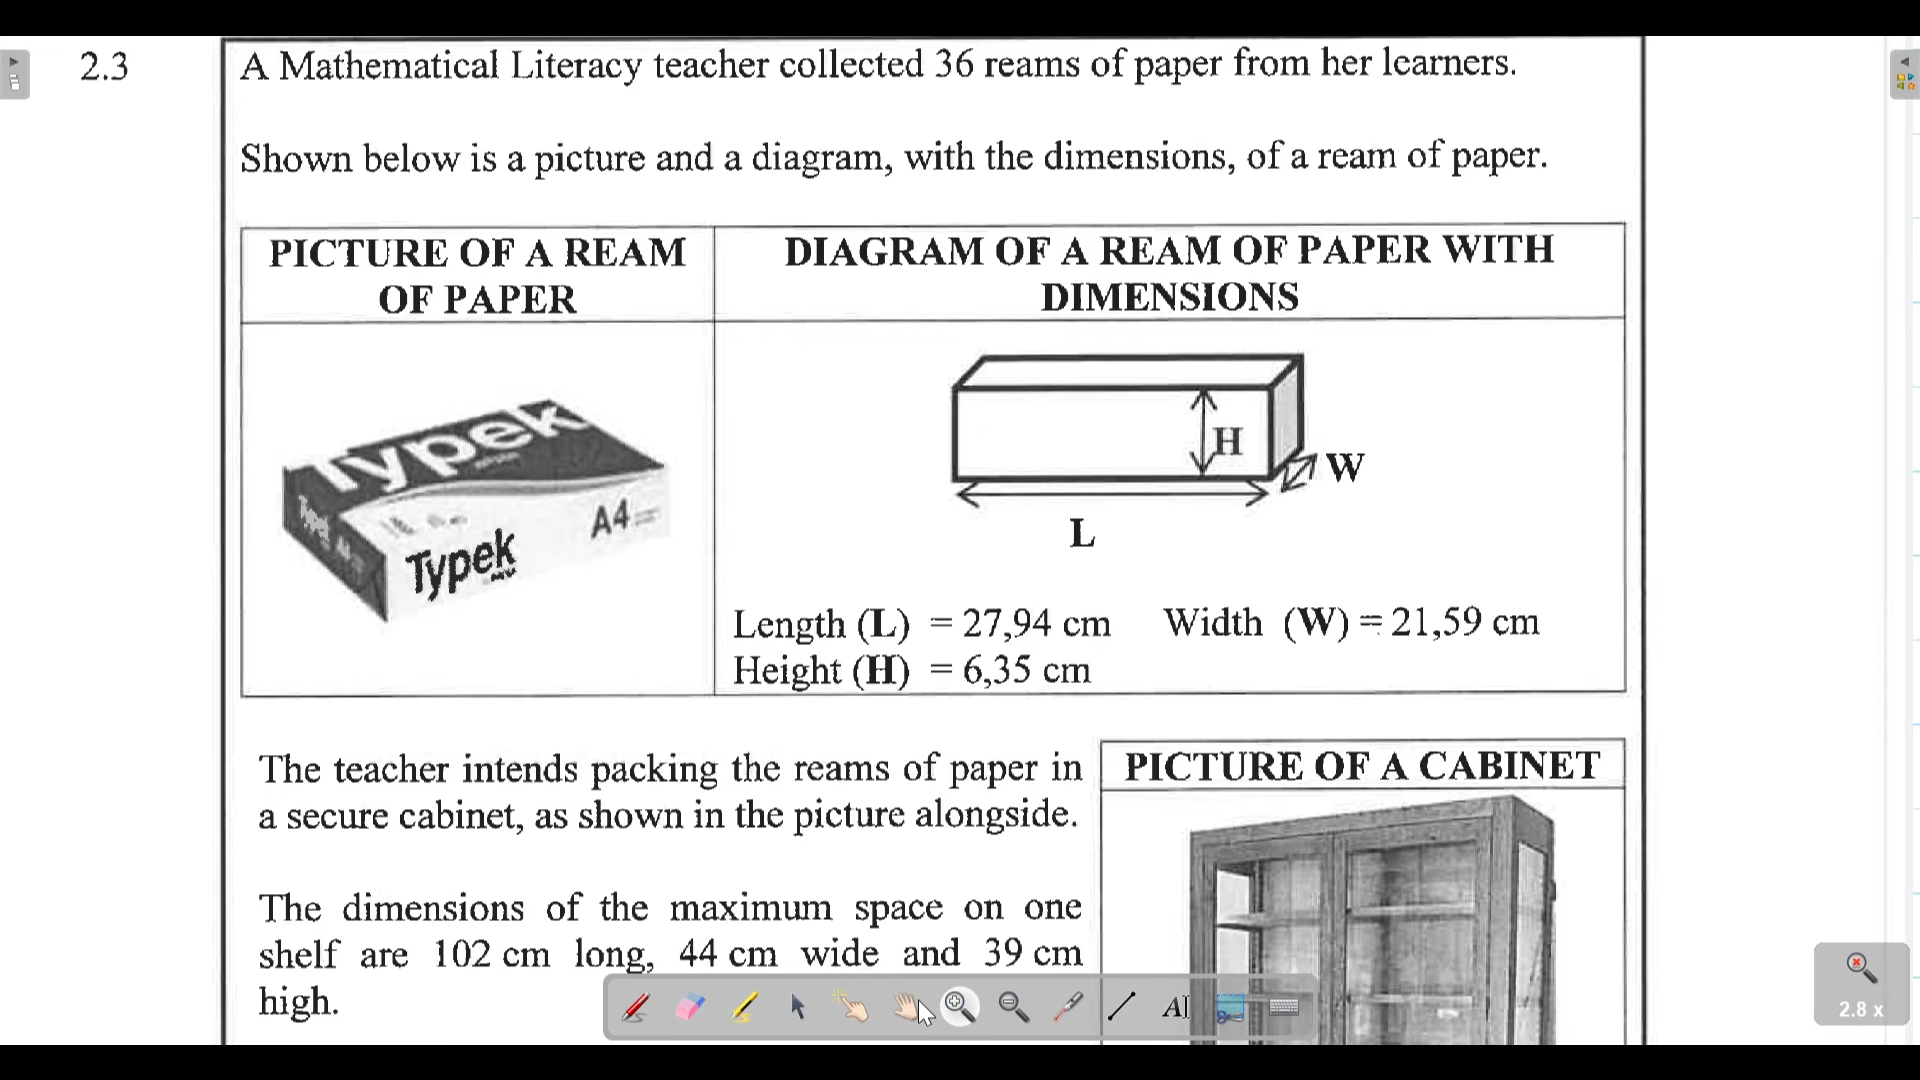 2.3
A Mathematical Literacy teacher collected 36 reams of paper from her learners.
Shown below is a picture and a diagram, with the dimensions, of a ream of paper.
PICTURE OF A REAM
OF PAPER
DIAGRAM OF A REAM OF PAPER WITH
DIMENSIONS
Typek
A4
Typek
H
W
L
Length (L) = 27,94 cm Width (W) = 21,59 cm
Height (H) = 6,35 cm
The teacher intends packing the reams of paper in
a secure cabinet, as shown in the picture alongside.
PICTURE OF A CABINET
The dimensions of the maximum space on one
shelf are 102 cm long, 44 cm wide and 39 cm
high.
2.8 x